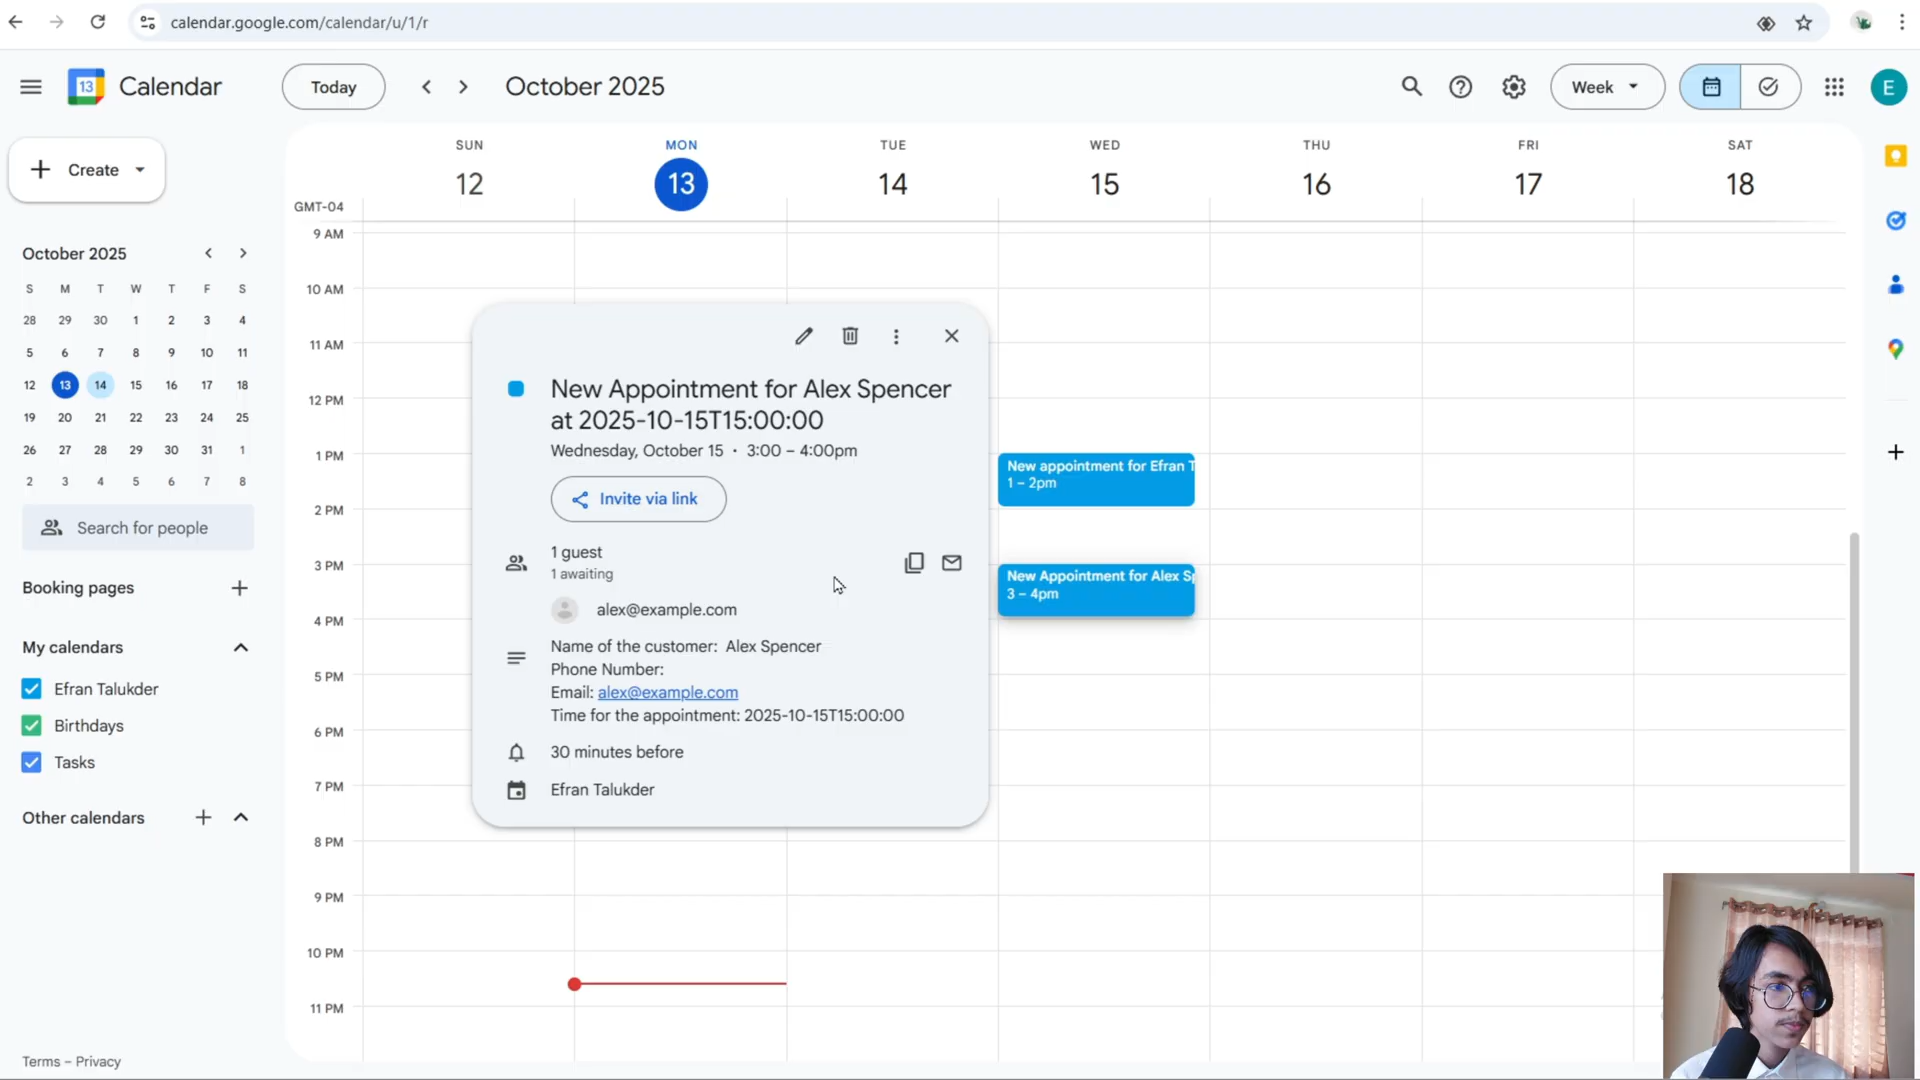 calendar.google.com/calendar/u/1/r
13 Calendar
Today
October 2025
Week
E
Create
October 2025
S M T W T F S
28 29 30 1 2 3 4
5 6 7 8 9 10 11
12 13 14 15 16 17 18
19 20 21 22 23 24 25
26 27 28 29 30 31 1
2 3 4 5 6 7 8
Search for people
Booking pages
My calendars
Efran Talukder
Birthdays
Tasks
Other calendars
Terms – Privacy
SUN MON TUE WED THU FRI SAT
12 13 14 15 16 17 18
GMT-04
9 AM
10 AM
11 AM
12 PM
1 PM
2 PM
3 PM
4 PM
5 PM
6 PM
7 PM
8 PM
9 PM
10 PM
11 PM
New Appointment for Alex Spencer
at 2025-10-15T15:00:00
Wednesday, October 15 · 3:00 – 4:00pm
Invite via link
1 guest
1 awaiting
alex@example.com
Name of the customer: Alex Spencer
Phone Number:
Email: alex@example.com
Time for the appointment: 2025-10-15T15:00:00
30 minutes before
Efran Talukder
New appointment for Efran T
1 – 2pm
New Appointment for Alex Sp
3 – 4pm